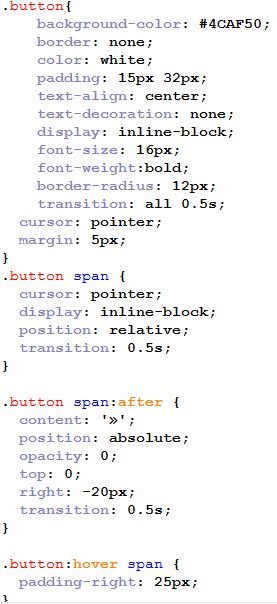 .button{
background-color: #4CAF50;
border: none;
color: white;
padding: 15px 32px;
text-align: center;
text-decoration: none;
display: inline-block;
font-size: 16px;
font-weight:bold;
border-radius: 12px;
transition: all 0.5s;
cursor: pointer;
margin: 5px;
}
.button span {
cursor: pointer;
display: inline-block;
position: relative;
transition: 0.5s;
}
.button span:after {
content: '»';
position: absolute;
opacity: 0;
top: 0;
right: -20px;
transition: 0.5s;
}
.button:hover span {
padding-right: 25px;
}